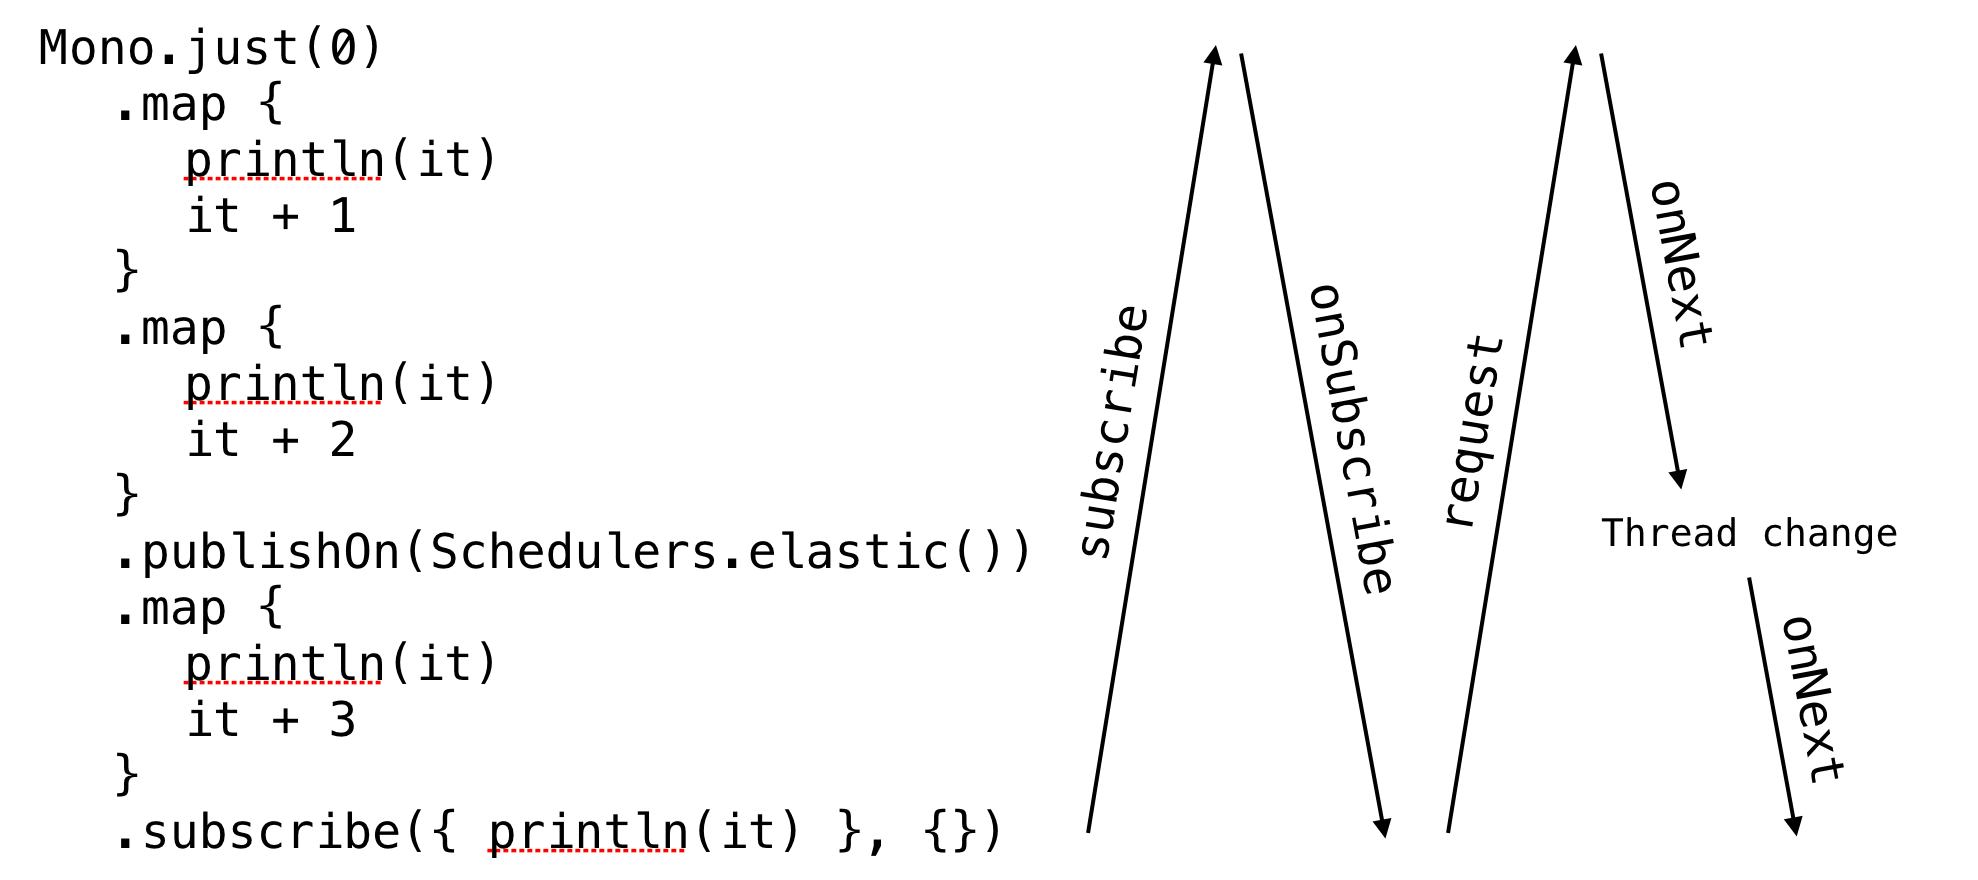 Mono.just(0)
.map {
println(it)
it + 1
}
.map {
println(it)
it + 2
}
.publishOn(Schedulers.elastic())
.map {
println(it)
it + 3
}
.subscribe({ println(it) }, {})
subscribe
onSubscribe
request
onNext
Thread change
onNext